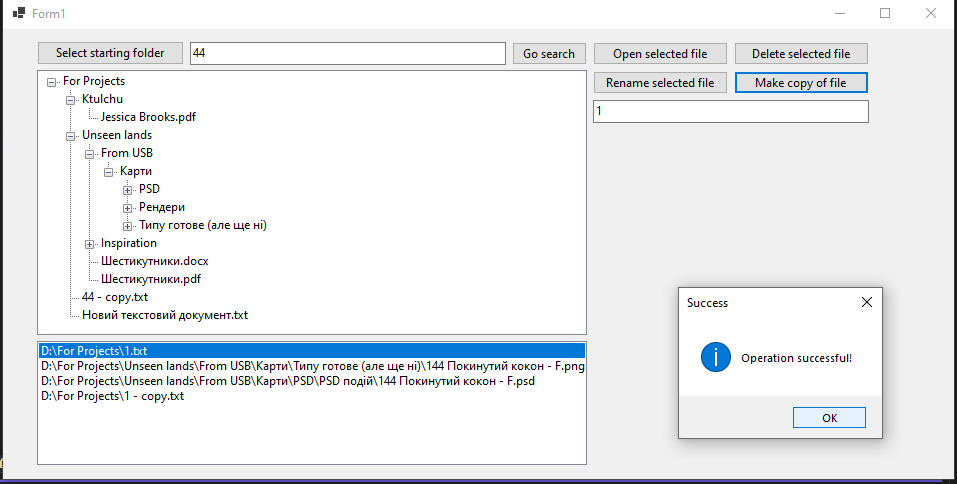 Form1
Select starting folder
44
Go search
Open selected file
Delete selected file
Rename selected file
Make copy of file
1
For Projects
Ktulchu
Jessica Brooks.pdf
Unseen lands
From USB
Карти
PSD
Рендери
Типу готове (але ще ні)
Inspiration
Шестикутники.docx
Шестикутники.pdf
44 - copy.txt
Новий текстовий документ.txt
D:\For Projects\1.txt
D:\For Projects\Unseen lands\From USB\Карти\Типу готове (але ще ні)\144 Покинутий кокон - F.png
D:\For Projects\Unseen lands\From USB\Карти\PSD\PSD подій\144 Покинутий кокон - F.psd
D:\For Projects\1 - copy.txt
Success
Operation successful!
OK